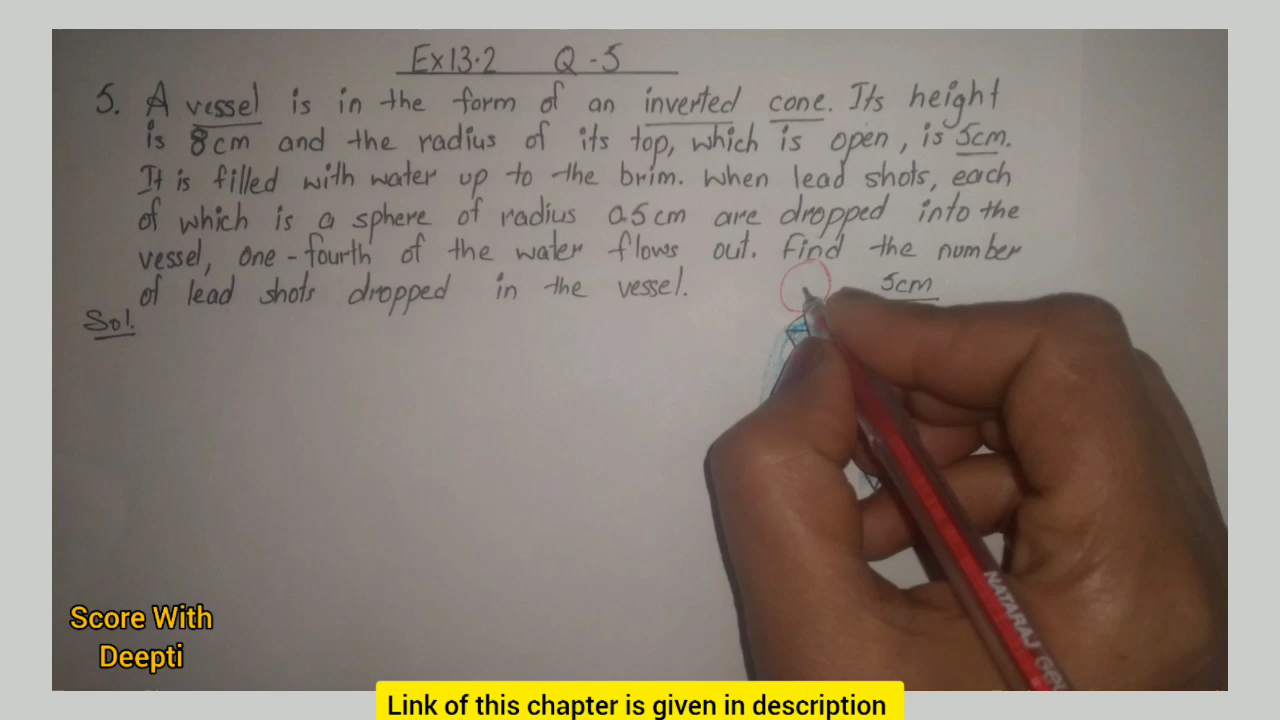 Ex 13.2 Q-5
5. A vessel is in the form of an inverted cone. Its height
is 8cm and the radius of its top, which is open, is 5cm.
It is filled with water up to the brim. When lead shots, each
of which is a sphere of radius 0.5cm are dropped into the
vessel, one-fourth of the water flows out. Find the number
of lead shots dropped in the vessel.
5cm
Sol.
NATARAJ
Score With
Deepti
Link of this chapter is given in description